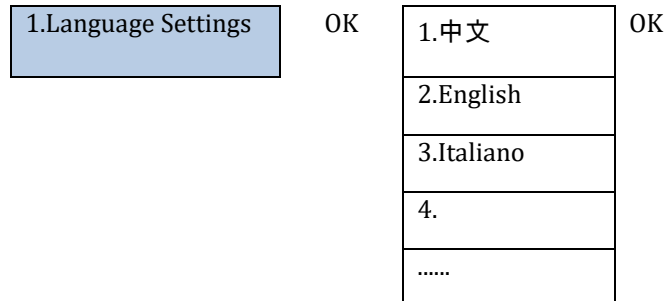 1.Language Settings OK 1.中文 OK
2.English
3.Italiano
4.
......